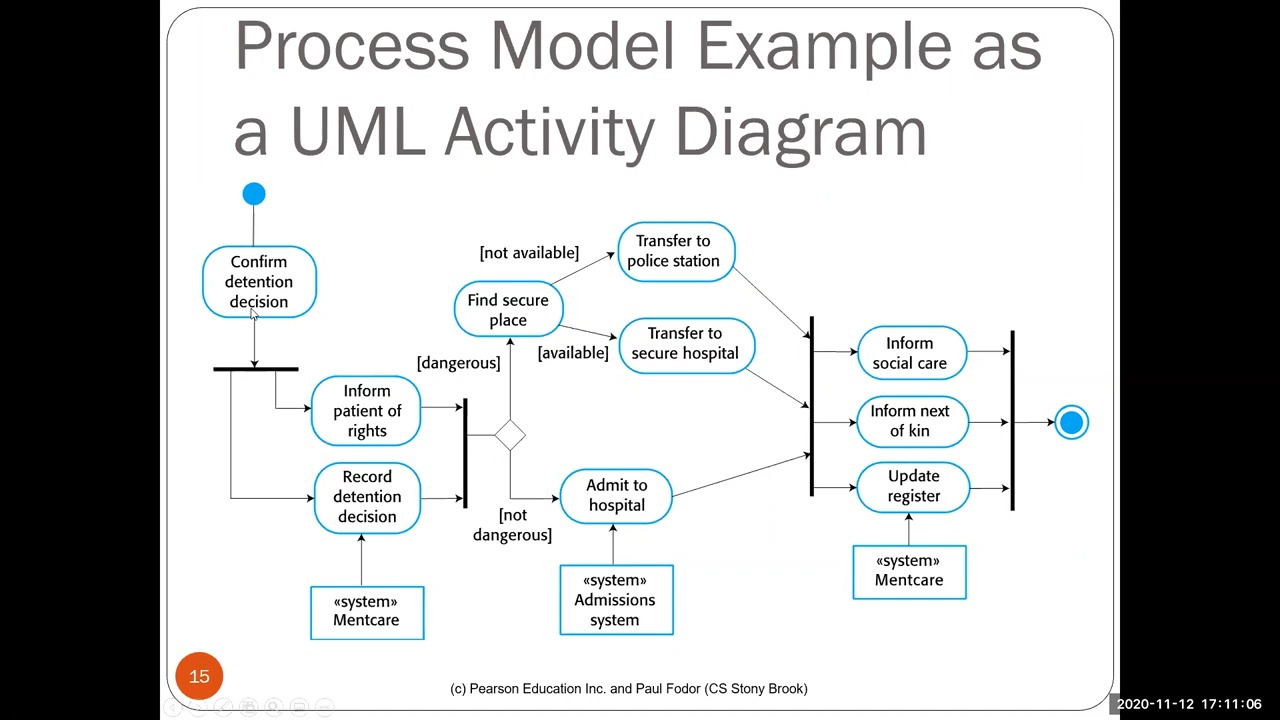 Process Model Example as
a UML Activity Diagram
Confirm
detention
decision
Inform
patient of
rights
Record
detention
decision
«system»
Mentcare
[dangerous]
[not
dangerous]
Find secure
place
[not available]
[available]
Transfer to
police station
Transfer to
secure hospital
Admit to
hospital
«system»
Admissions
system
Inform
social care
Inform next
of kin
Update
register
«system»
Mentcare
15
(c) Pearson Education Inc. and Paul Fodor (CS Stony Brook)
2020-11-12 17:11:06